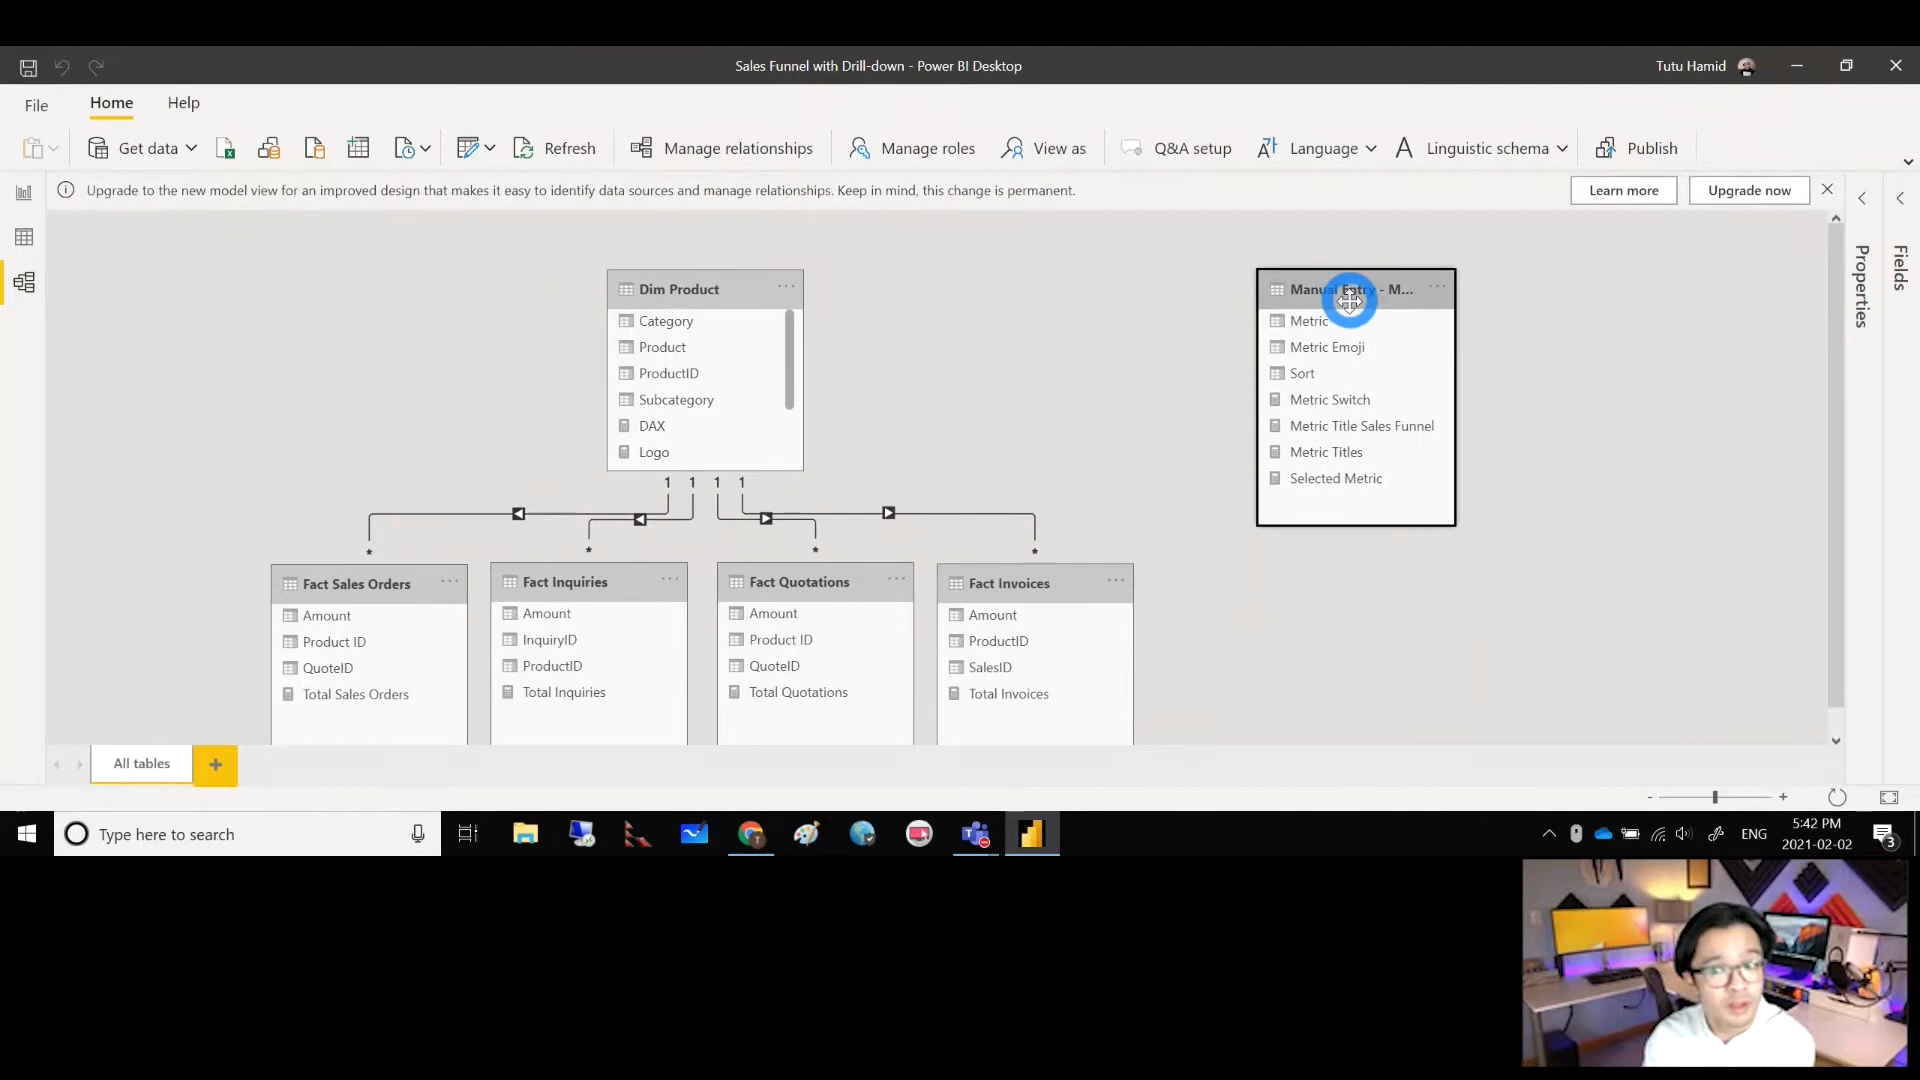 Sales Funnel with Drill-down - Power BI Desktop
Tutu Hamid
File
Home
Help
Get data
Refresh
Manage relationships
Manage roles
View as
Q&A setup
Language
Linguistic schema
Publish
Upgrade to the new model view for an improved design that makes it easy to identify data sources and manage relationships. Keep in mind, this change is permanent.
Learn more
Upgrade now
Properties
Fields
Dim Product
Category
Product
ProductID
Subcategory
DAX
Logo
Manual Entry - M...
Metric
Metric Emoji
Sort
Metric Switch
Metric Title Sales Funnel
Metric Titles
Selected Metric
1 1 1 1
* * * *
Fact Sales Orders
Amount
Product ID
QuoteID
Total Sales Orders
Fact Inquiries
Amount
InquiryID
ProductID
Total Inquiries
Fact Quotations
Amount
Product ID
QuoteID
Total Quotations
Fact Invoices
Amount
ProductID
SalesID
Total Invoices
All tables
+
- +
Type here to search
ENG
5:42 PM
2021-02-02
3